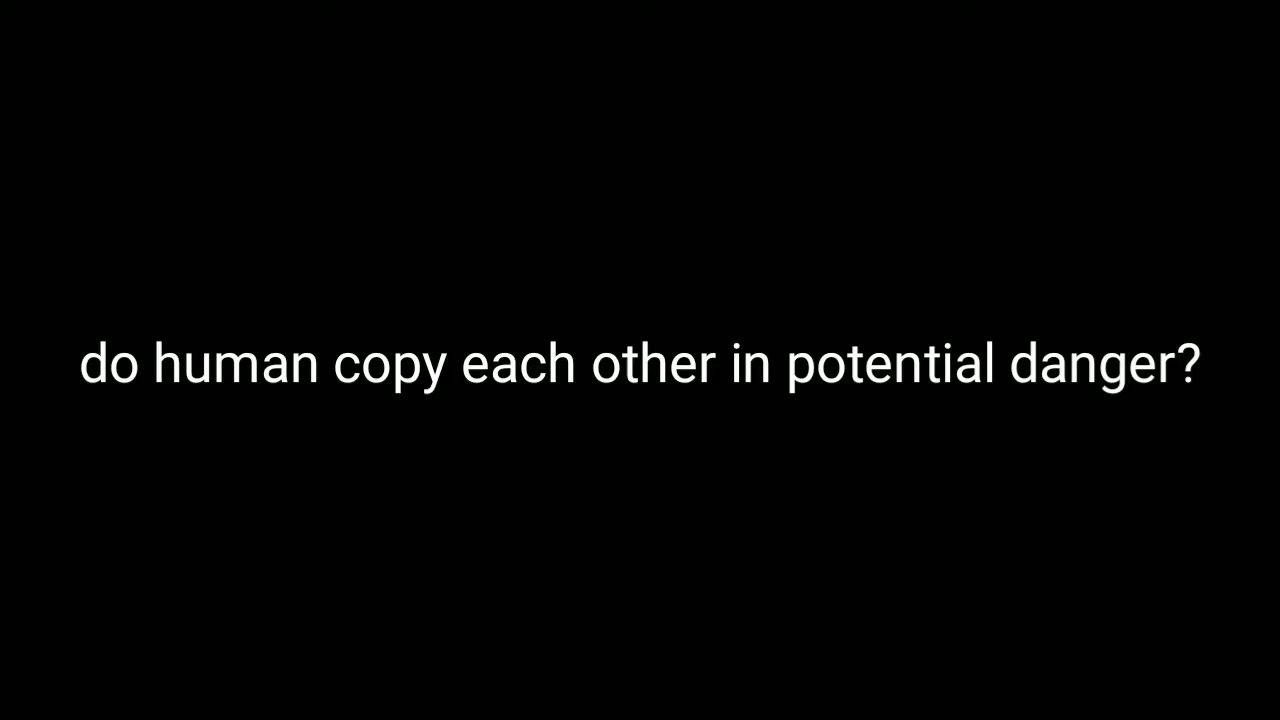 do human copy each other in potential danger?